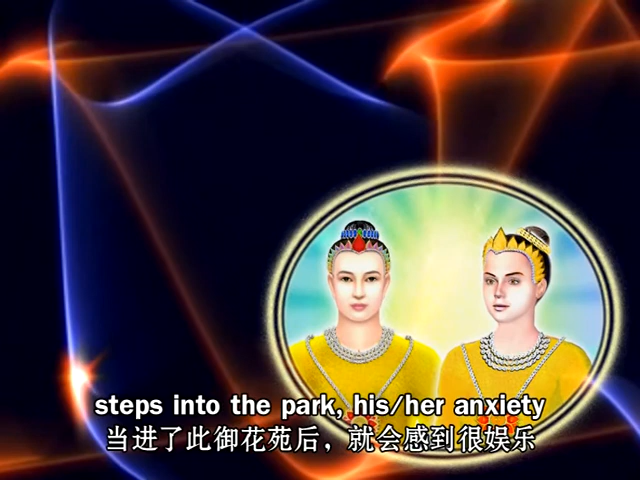 steps into the park, his/her anxiety
当进了此御花苑后，就会感到很娱乐